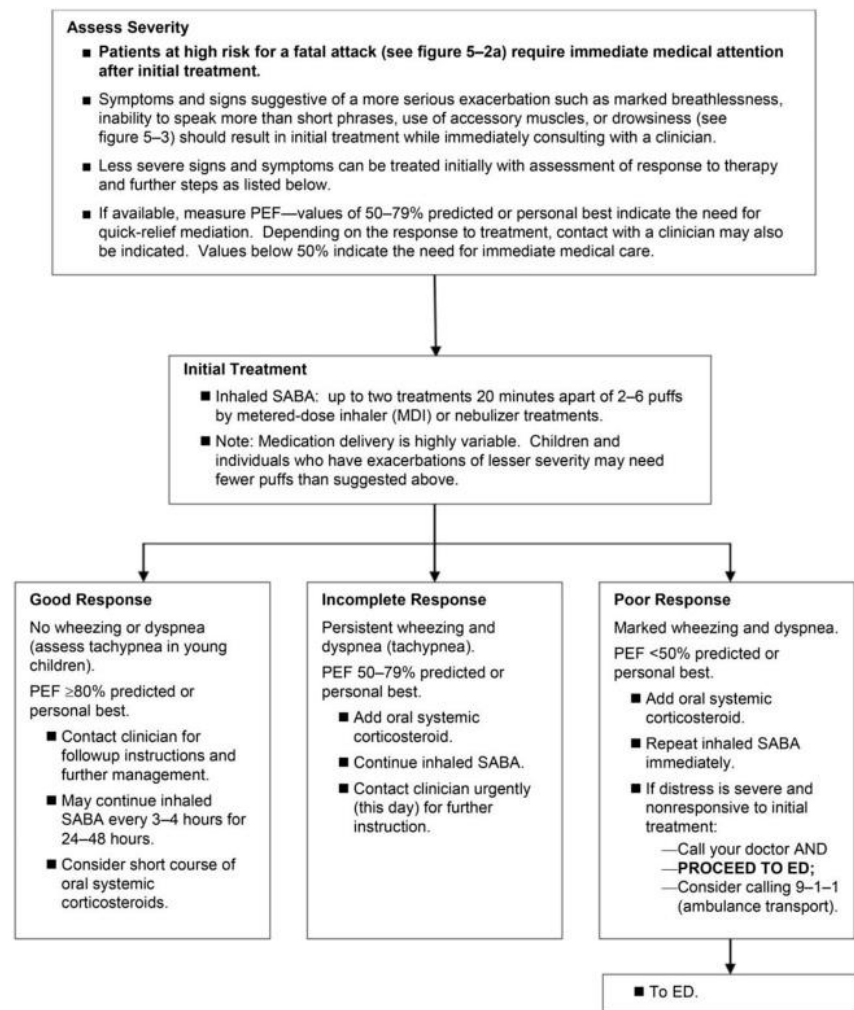 Assess Severity
■ Patients at high risk for a fatal attack (see figure 5–2a) require immediate medical attention
after initial treatment.
■ Symptoms and signs suggestive of a more serious exacerbation such as marked breathlessness,
inability to speak more than short phrases, use of accessory muscles, or drowsiness (see
figure 5–3) should result in initial treatment while immediately consulting with a clinician.
■ Less severe signs and symptoms can be treated initially with assessment of response to therapy
and further steps as listed below.
■ If available, measure PEF—values of 50–79% predicted or personal best indicate the need for
quick-relief mediation. Depending on the response to treatment, contact with a clinician may also
be indicated. Values below 50% indicate the need for immediate medical care.
Initial Treatment
■ Inhaled SABA: up to two treatments 20 minutes apart of 2–6 puffs
by metered-dose inhaler (MDI) or nebulizer treatments.
■ Note: Medication delivery is highly variable. Children and
individuals who have exacerbations of lesser severity may need
fewer puffs than suggested above.
Good Response
No wheezing or dyspnea
(assess tachypnea in young
children).
PEF ≥80% predicted or
personal best.
■ Contact clinician for
followup instructions and
further management.
■ May continue inhaled
SABA every 3–4 hours for
24–48 hours.
■ Consider short course of
oral systemic
corticosteroids.
Incomplete Response
Persistent wheezing and
dyspnea (tachypnea).
PEF 50–79% predicted or
personal best.
■ Add oral systemic
corticosteroid.
■ Continue inhaled SABA.
■ Contact clinician urgently
(this day) for further
instruction.
Poor Response
Marked wheezing and dyspnea.
PEF <50% predicted or
personal best.
■ Add oral systemic
corticosteroid.
■ Repeat inhaled SABA
immediately.
■ If distress is severe and
nonresponsive to initial
treatment:
—Call your doctor AND
—PROCEED TO ED;
—Consider calling 9–1–1
(ambulance transport).
■ To ED.